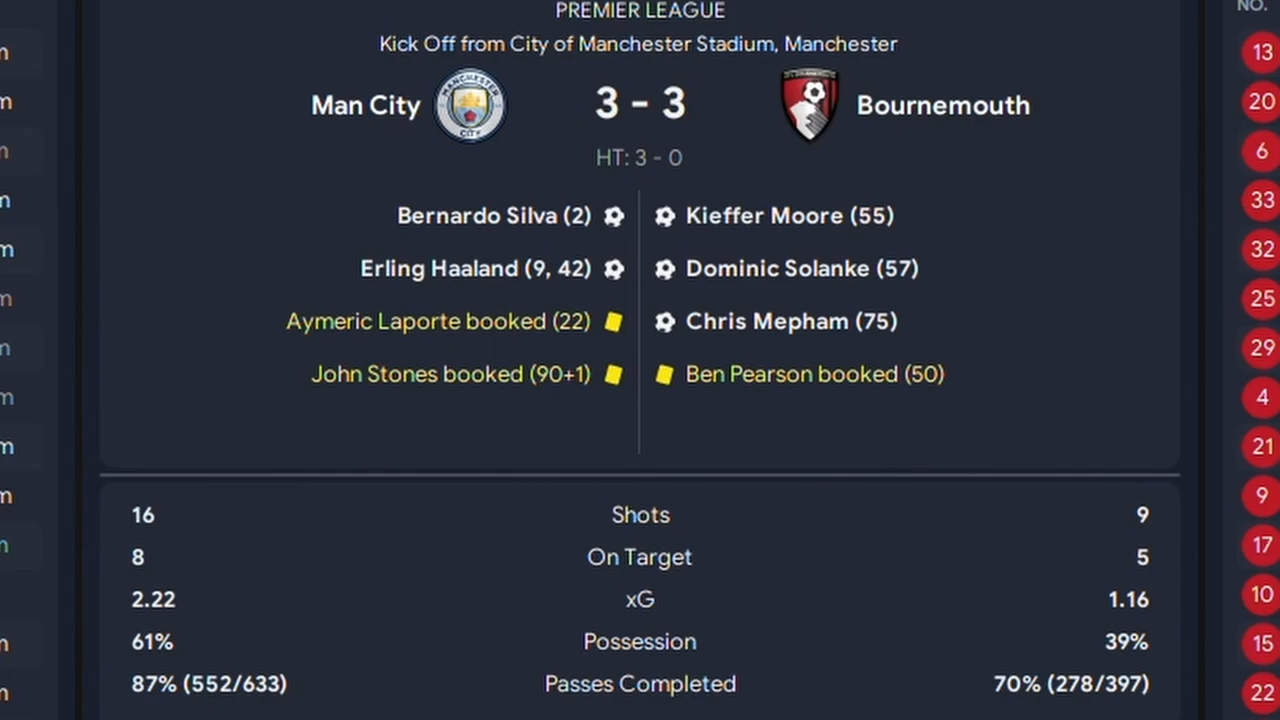 PREMIER LEAGUE
Kick Off from City of Manchester Stadium, Manchester
Man City 3 - 3 Bournemouth
HT: 3 - 0
Bernardo Silva (2) Kieffer Moore (55)
Erling Haaland (9, 42) Dominic Solanke (57)
Aymeric Laporte booked (22) Chris Mepham (75)
John Stones booked (90+1) Ben Pearson booked (50)
16 Shots 9
8 On Target 5
2.22 xG 1.16
61% Possession 39%
87% (552/633) Passes Completed 70% (278/397)
NO.
13
20
6
33
32
25
29
4
21
9
17
10
15
22